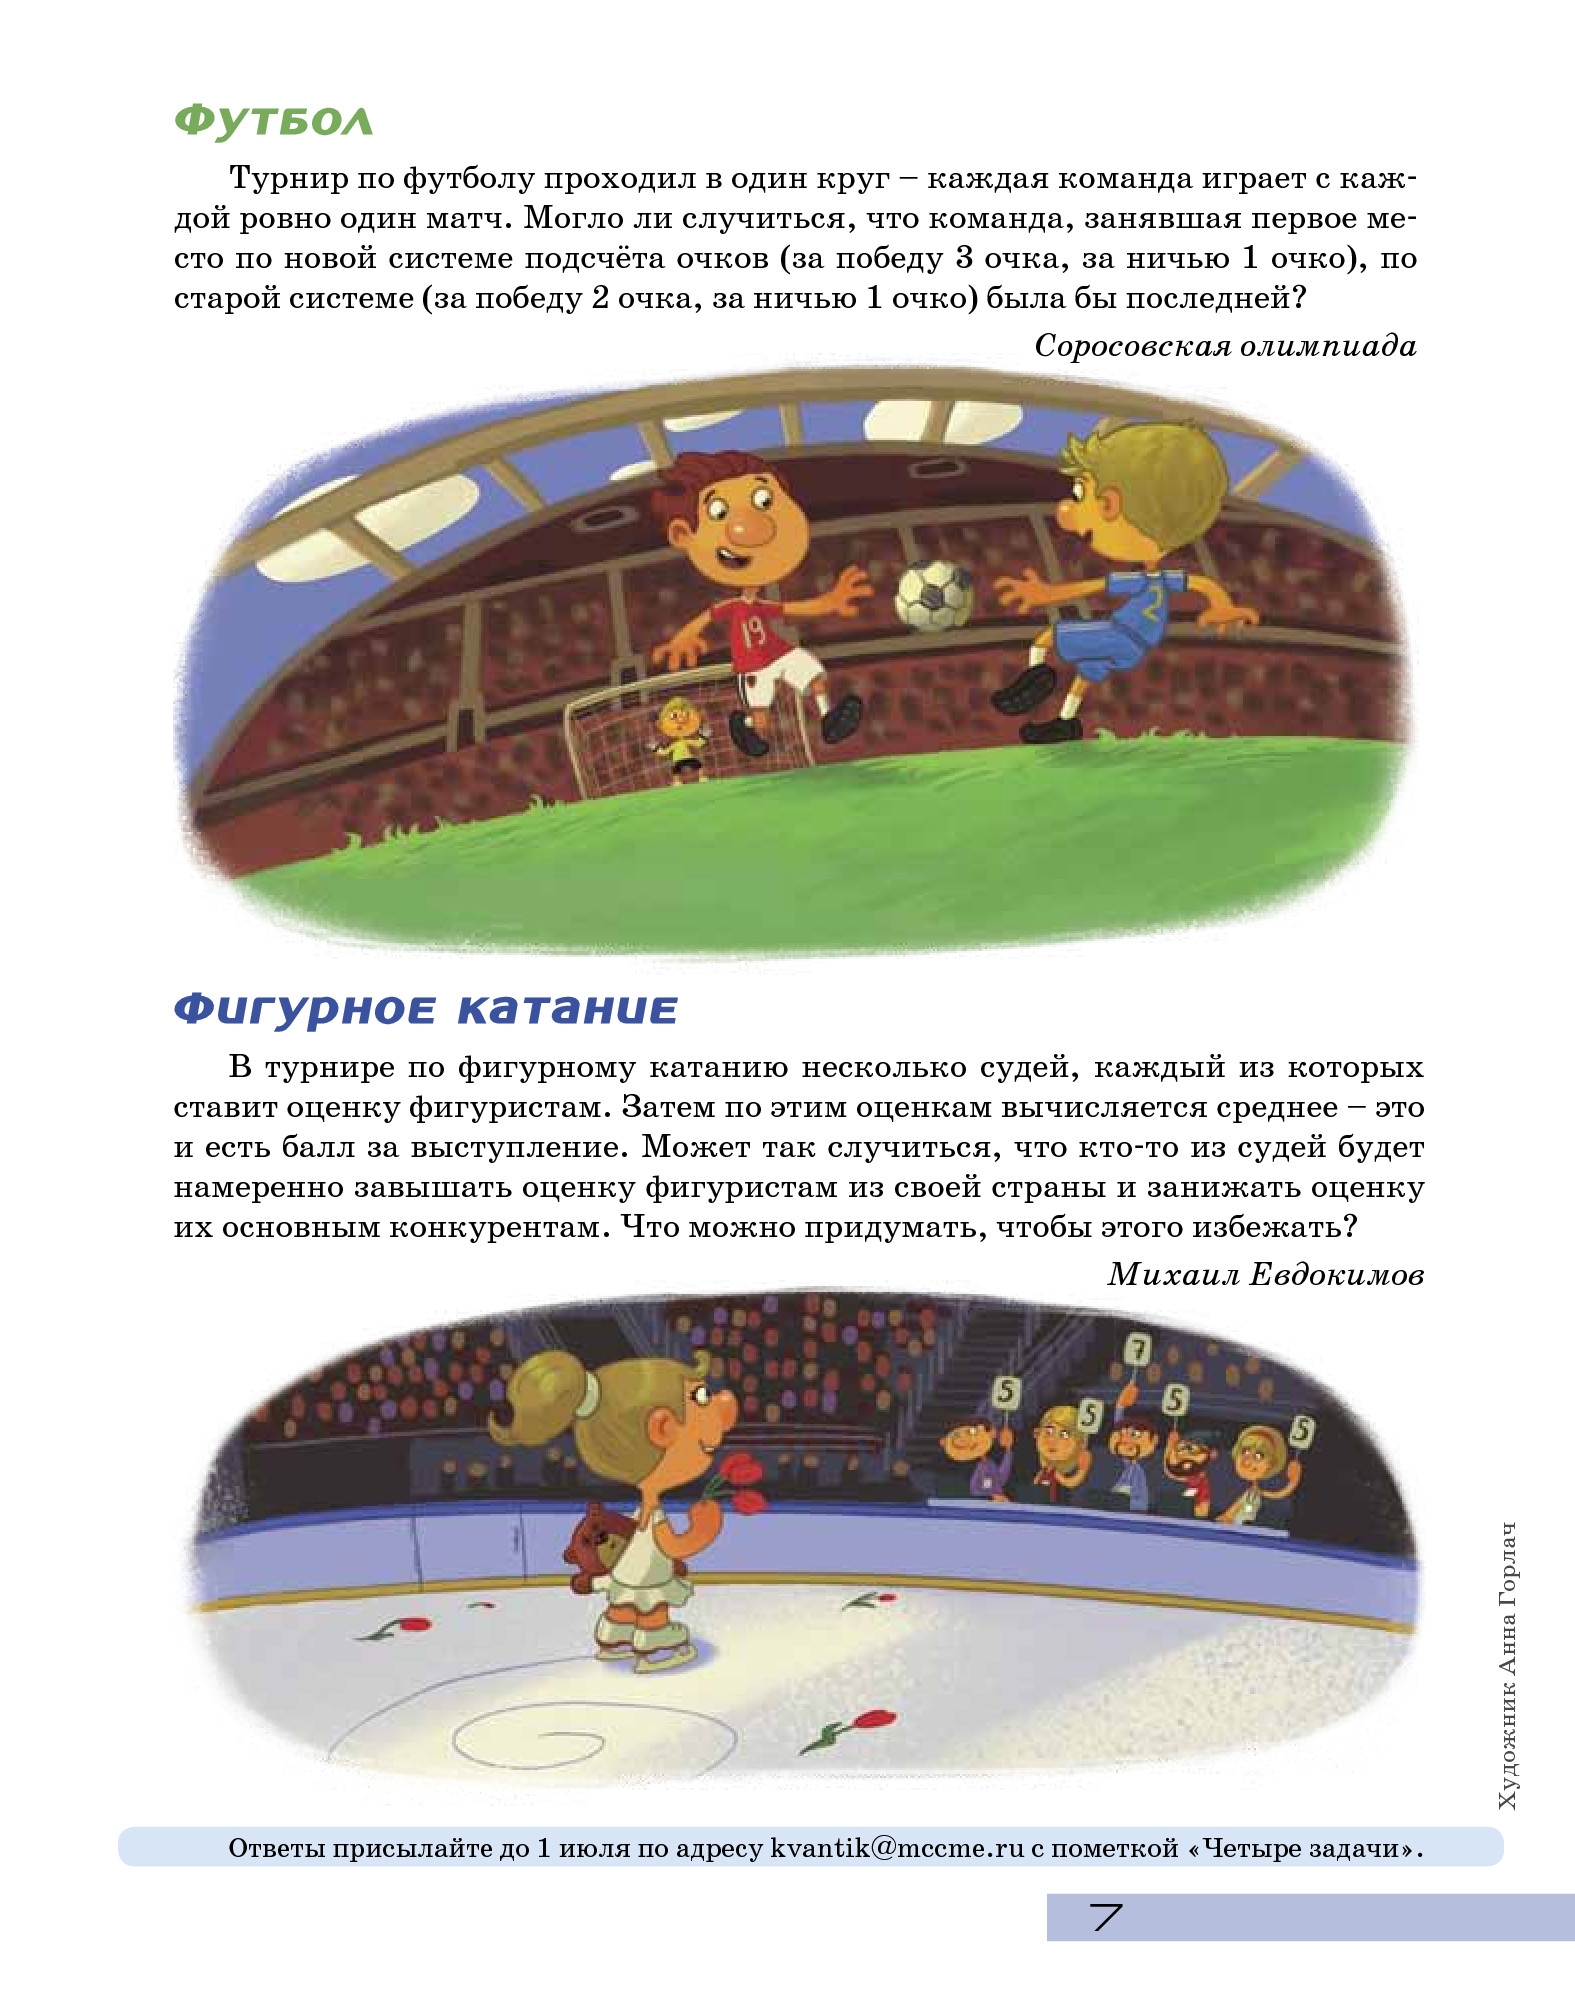 Футбол
Турнир по футболу проходил в один круг – каждая команда играет с каж-
дой ровно один матч. Могло ли случиться, что команда, занявшая первое ме-
сто по новой системе подсчёта очков (за победу 3 очка, за ничью 1 очко), по
старой системе (за победу 2 очка, за ничью 1 очко) была бы последней?
Соросовская олимпиада
19
2
Фигурное катание
В турнире по фигурному катанию несколько судей, каждый из которых
ставит оценку фигуристам. Затем по этим оценкам вычисляется среднее – это
и есть балл за выступление. Может так случиться, что кто-то из судей будет
намеренно завышать оценку фигуристам из своей страны и занижать оценку
их основным конкурентам. Что можно придумать, чтобы этого избежать?
Михаил Евдокимов
5
5
7
5
5
Художник Анна Горлач
Ответы присылайте до 1 июля по адресу kvantik@mccme.ru с пометкой «Четыре задачи».
7